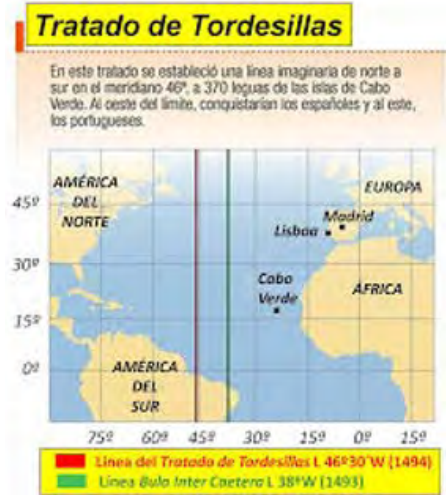 Tratado de Tordesillas
En este tratado se estableció una línea imaginaria de norte a
sur en el meridiano 46º, a 370 leguas de las islas de Cabo
Verde. Al oeste del límite, conquistarían los españoles y al este,
los portugueses.
AMÉRICA
DEL
NORTE
EUROPA
Madrid
Lisboa
Cabo
Verde
AFRICA
AMÉRICA
DEL
SUR
45º
30º
15º
0º
75º 60º 45º 30º 15º 0º 15º
Linea del Tratado de Tordesillas L 46º30´W (1494)
Linea Bula Inter Caetera L 38ºW (1493)